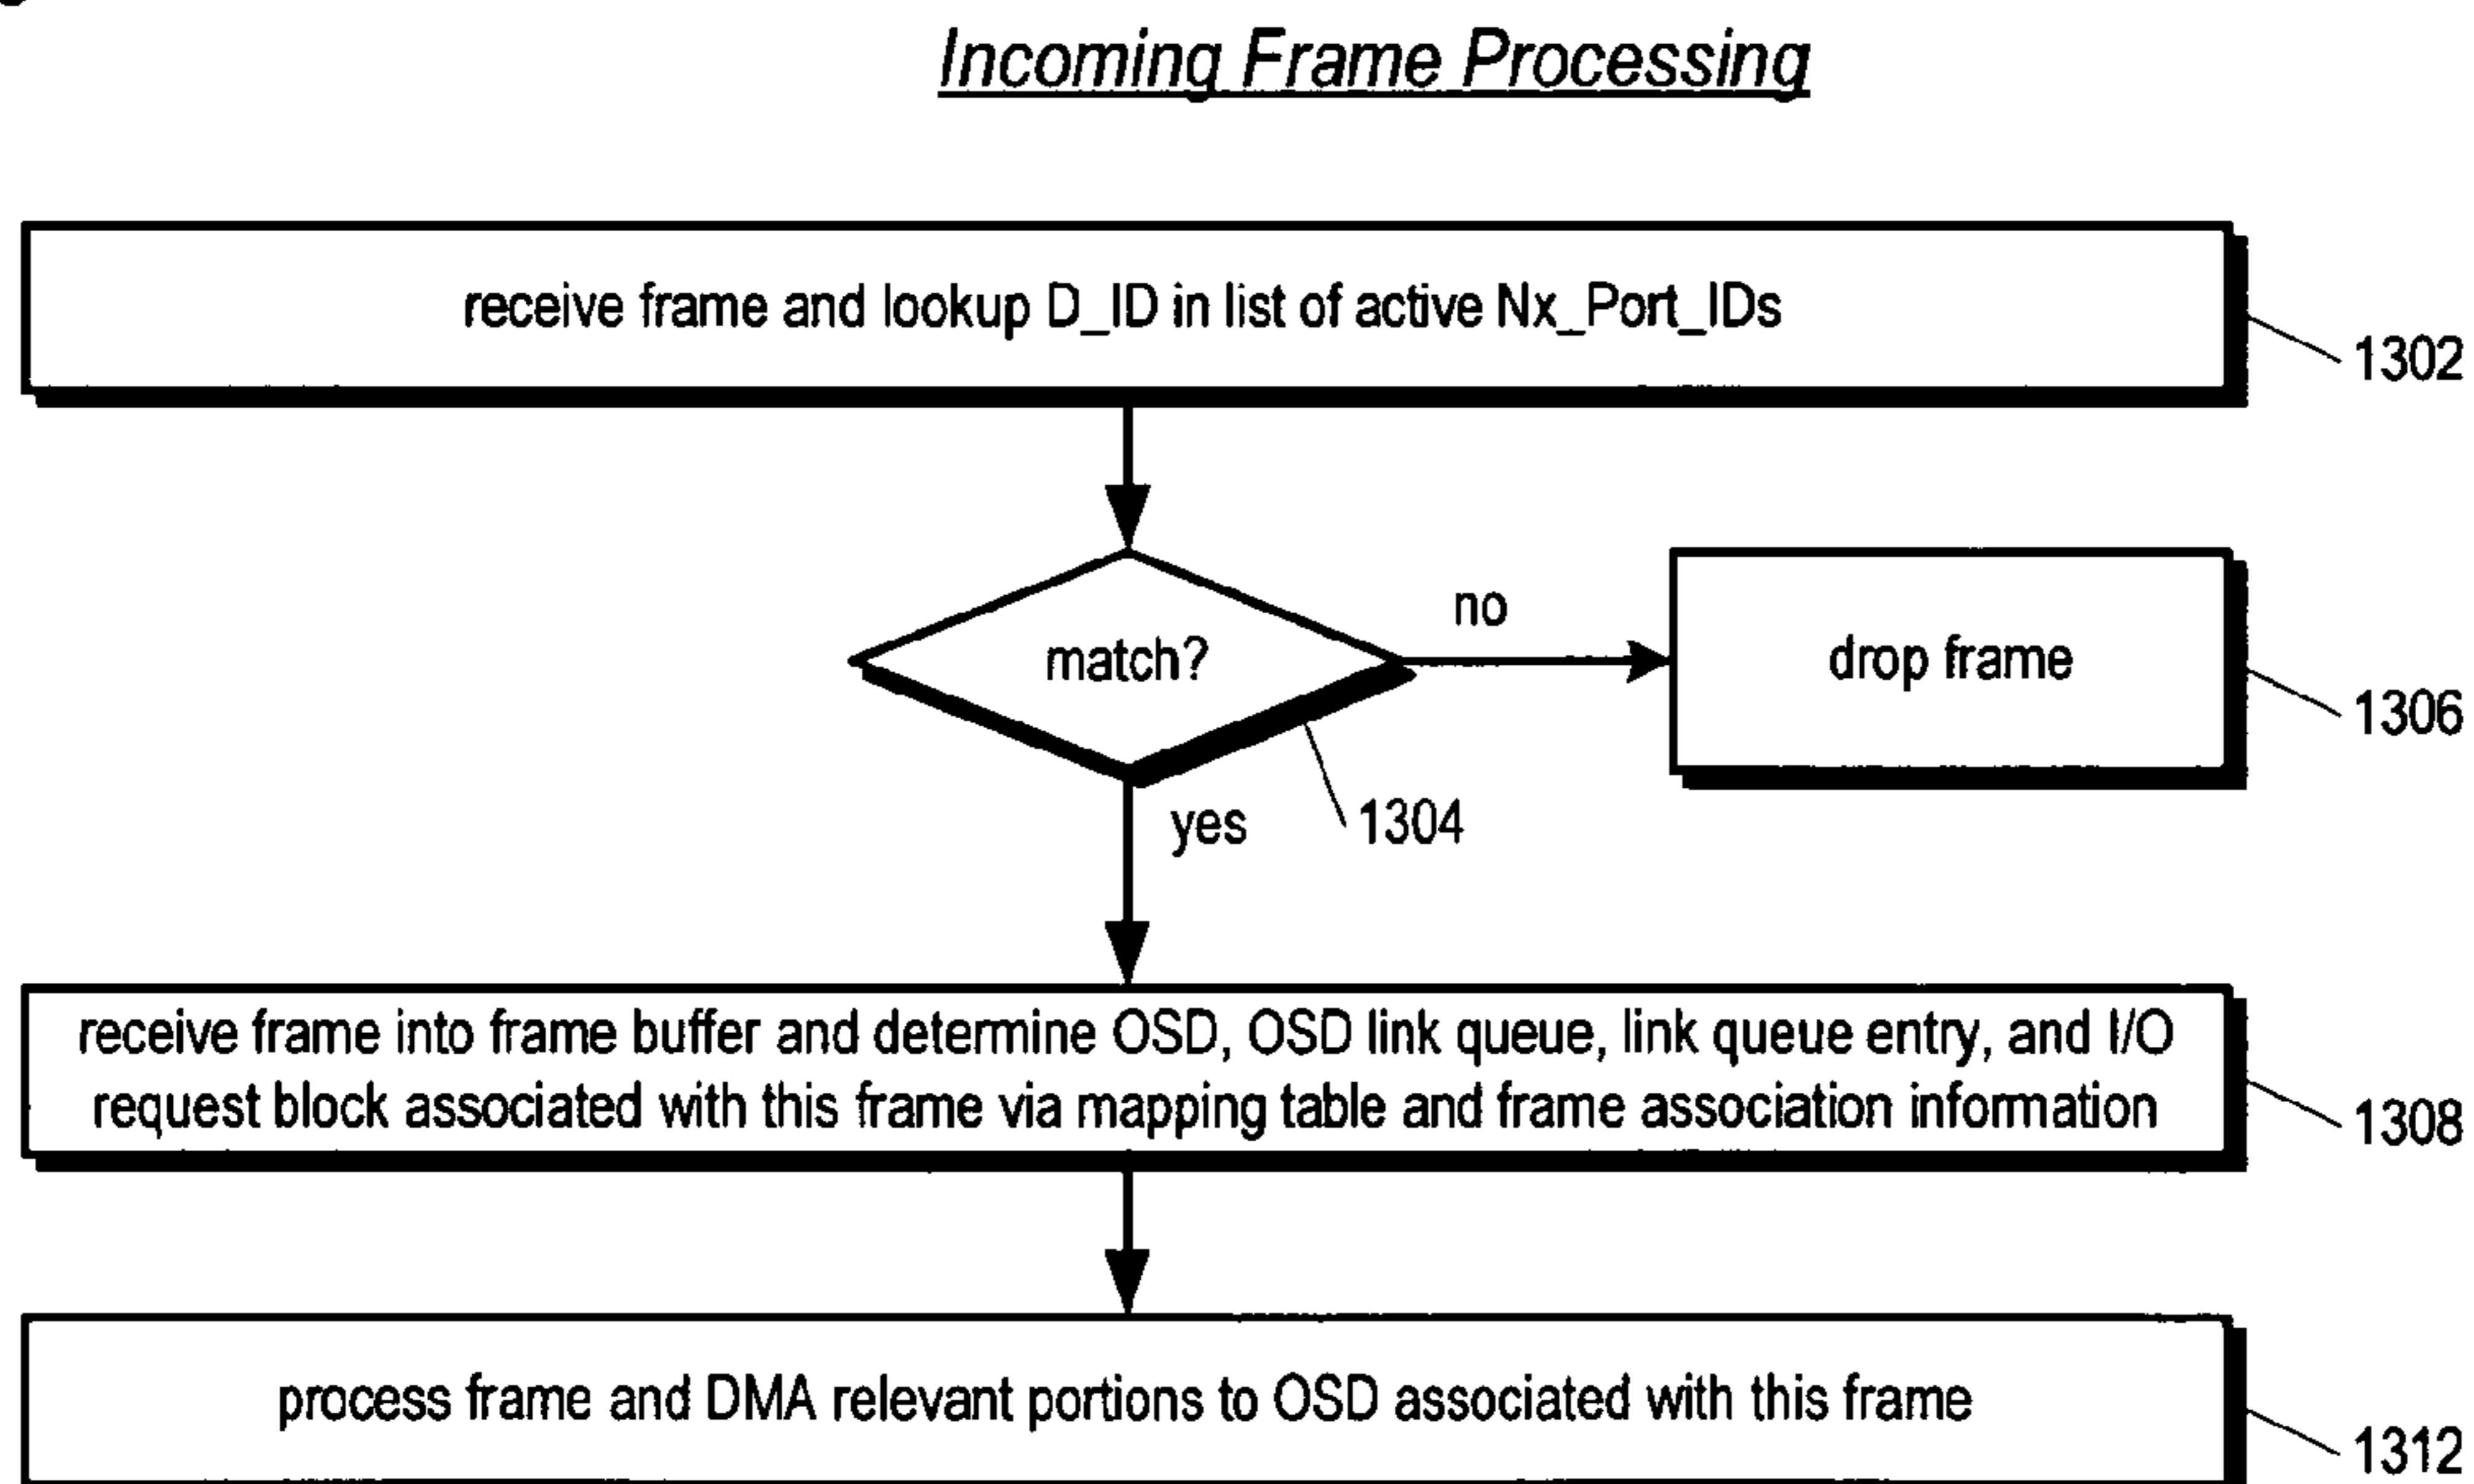 Incoming Frame Processing
receive frame and lookup D_ID in list of active Nx_Port_IDs
1302
no
match?
drop frame
1306
yes
1304
receive frame into frame buffer and determine OSD, OSD link queue, link queue entry, and I/O
request block associated with this frame via mapping table and frame association information
1308
process frame and DMA relevant portions to OSD associated with this frame
1312